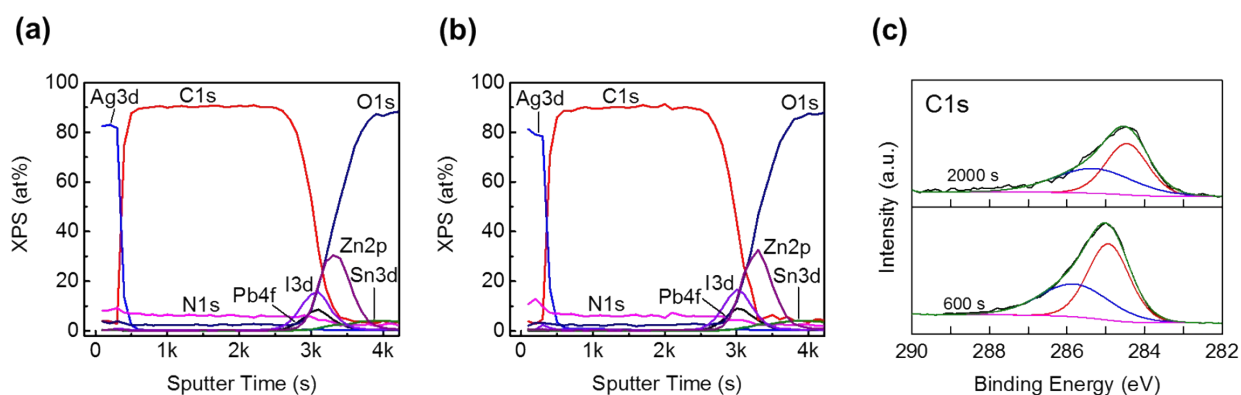 (a)
(b)
(c)
100
80
60
40
20
0
XPS (at%)
Ag3d
C1s
O1s
Zn2p
Sn3d
I3d
Pb4f
N1s
0
1k
2k
3k
4k
Sputter Time (s)
100
80
60
40
20
0
XPS (at%)
Ag3d
C1s
O1s
Zn2p
Sn3d
I3d
Pb4f
N1s
0
1k
2k
3k
4k
Sputter Time (s)
C1s
2000 s
600 s
Intensity (a.u.)
290
288
286
284
282
Binding Energy (eV)